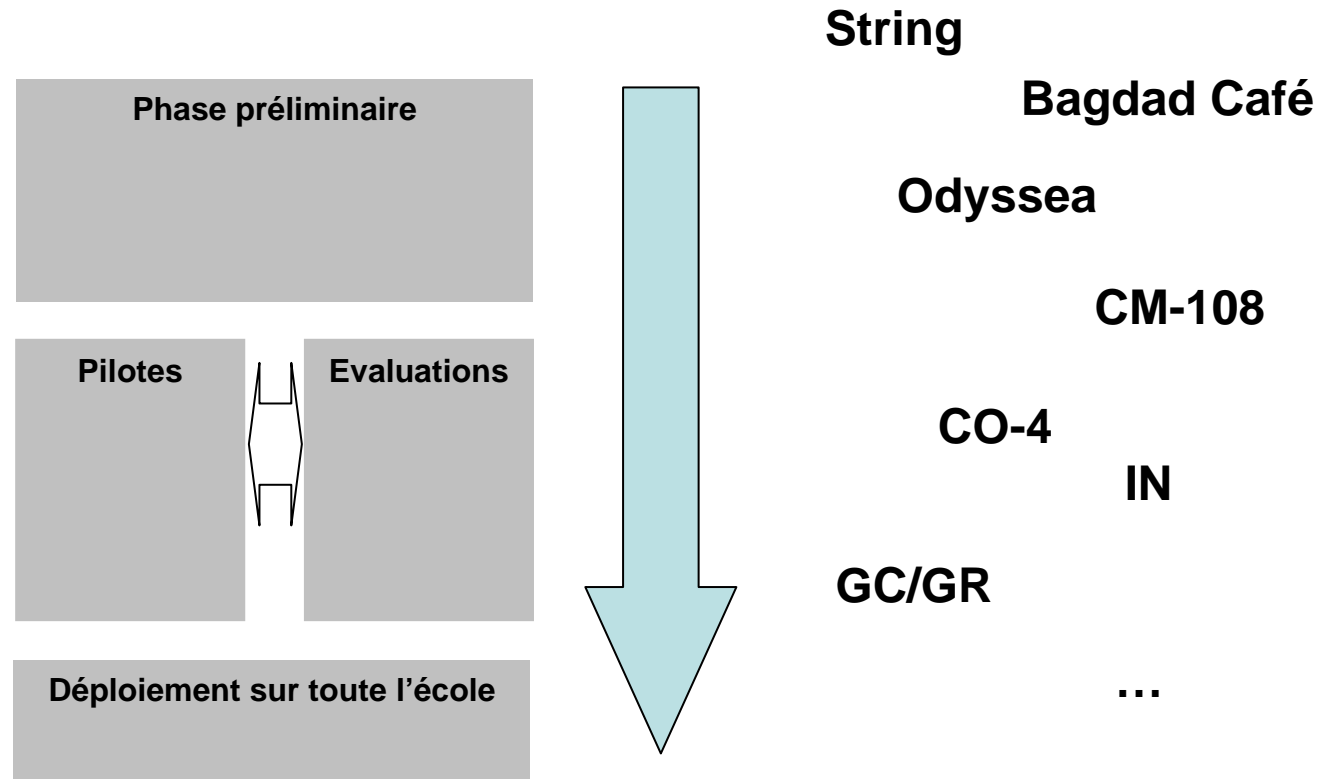 String
Phase préliminaire
Bagdad Café
Odyssea
CM-108
Pilotes
Evaluations
CO-4
IN
GC/GR
Déploiement sur toute l’école
…